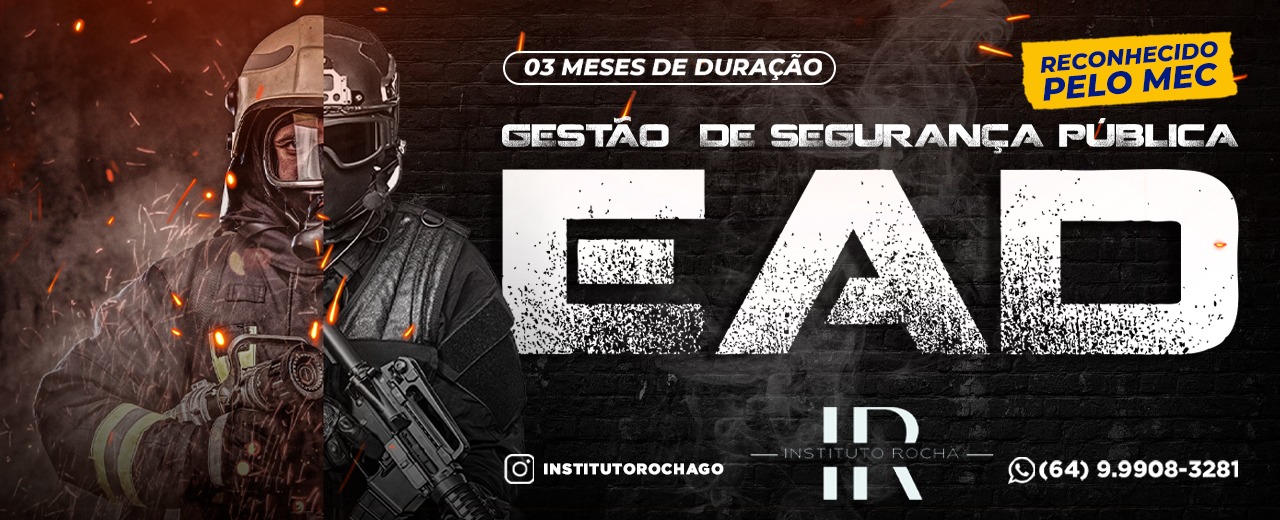 03 MESES DE DURAÇÃO
RECONHECIDO
PELO MEC
GESTÃO DE SEGURANÇA PÚBLICA
EAD
IR
INSTITUTO ROCHA
INSTITUTOROCHAGO
(64) 9.9908-3281